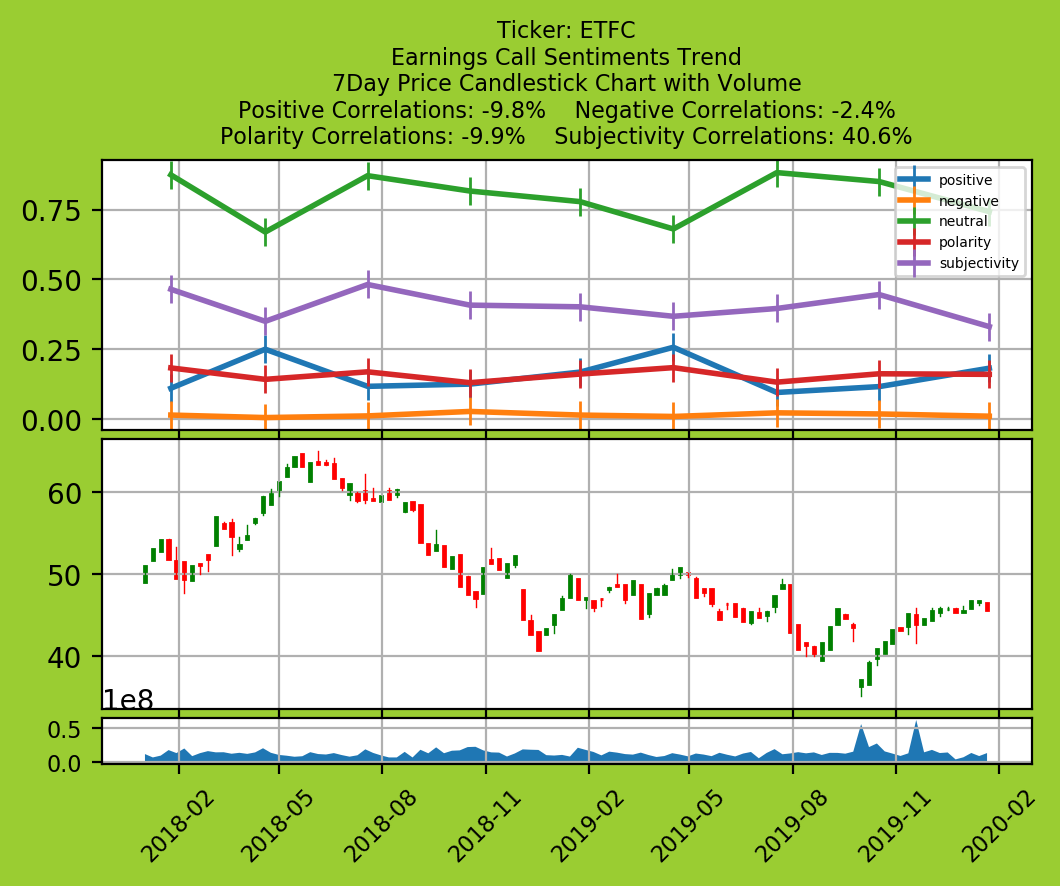 Ticker: ETFC
Earnings Call Sentiments Trend
7Day Price Candlestick Chart with Volume
Positive Correlations: -9.8%    Negative Correlations: -2.4%
Polarity Correlations: -9.9%    Subjectivity Correlations: 40.6%
0.75
0.50
0.25
0.00
positive
negative
neutral
polarity
subjectivity
60
50
40
1e8
0.5
0.0
2018-02
2018-05
2018-08
2018-11
2019-02
2019-05
2019-08
2019-11
2020-02